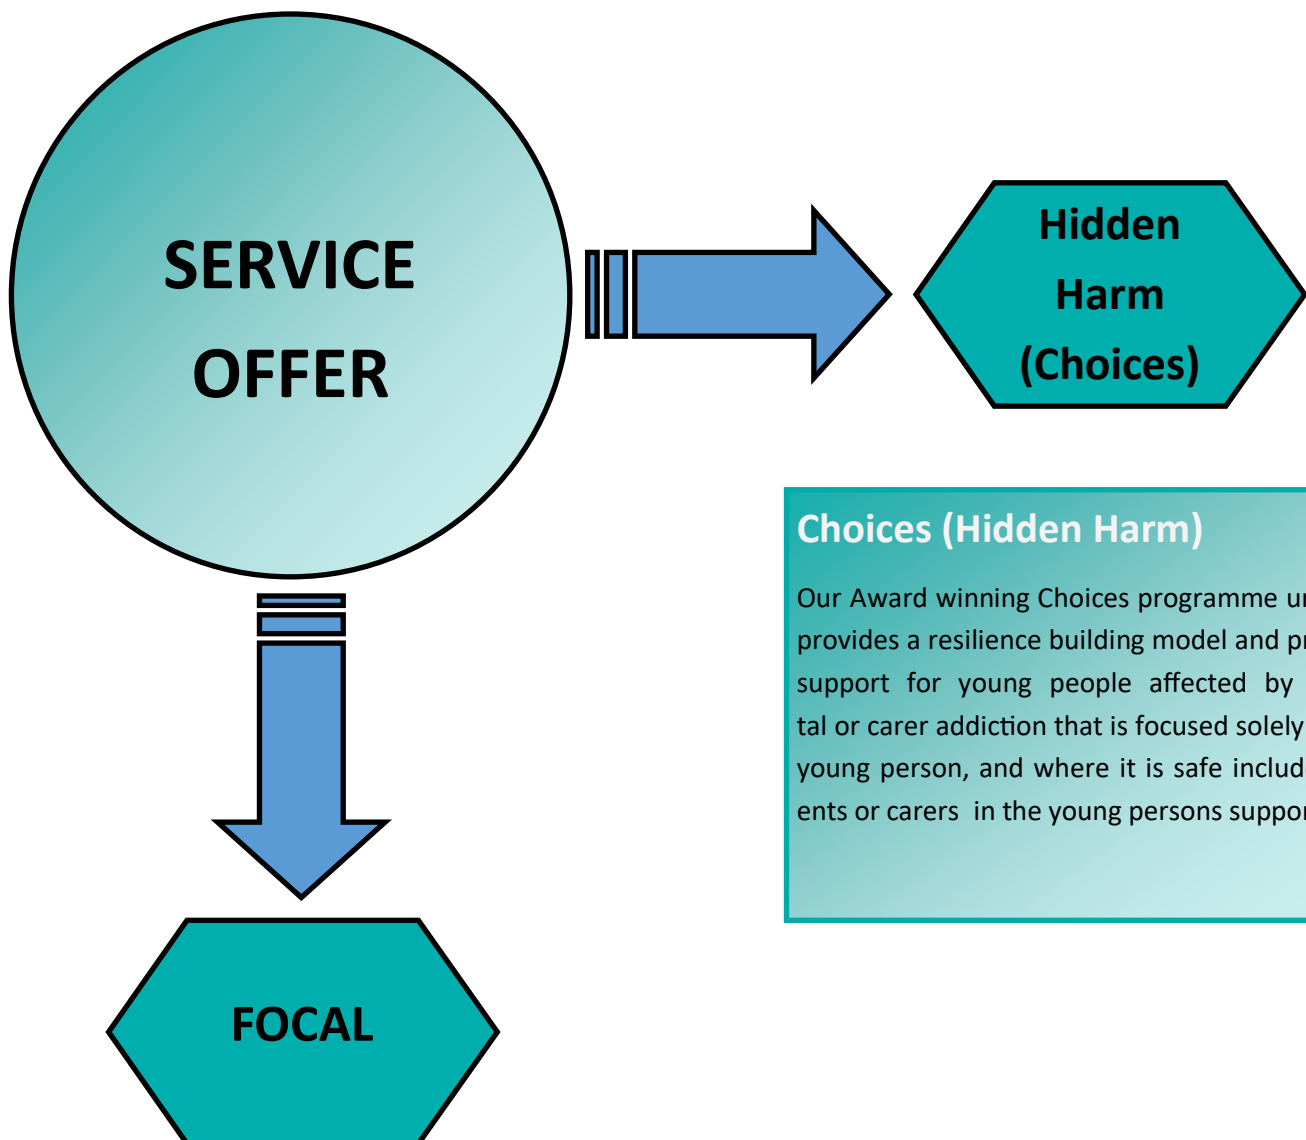 SERVICE
OFFER
Hidden
Harm
(Choices)
Choices (Hidden Harm)
Our Award winning Choices programme
provides a resilience building model and
support for young people affected by
tal or carer addiction that is focused solely
young person, and where it is safe
ents or carers in the young persons
FOCAL